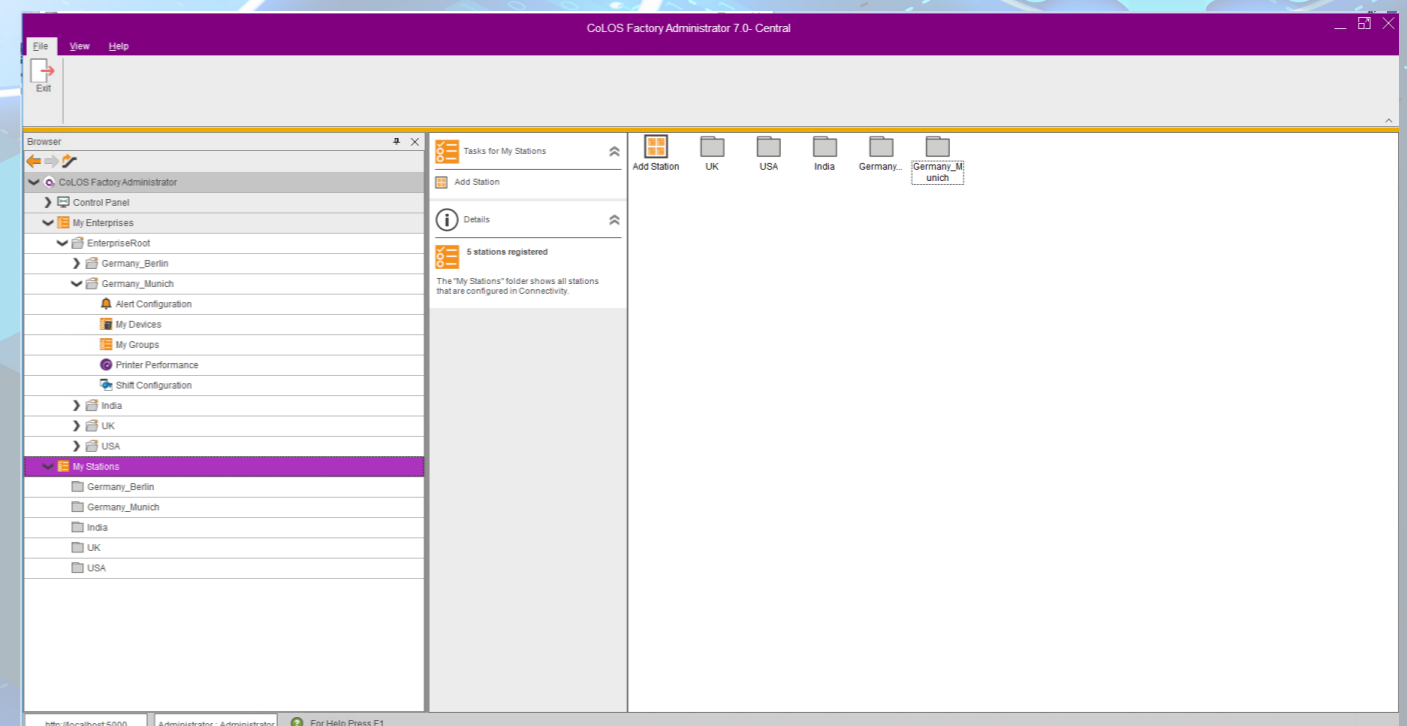 CoLOS Factory Administrator 7.0- Central
File View Help
Exit
Browser
CoLOS Factory Administrator
Control Panel
My Enterprises
EnterpriseRoot
Germany_Berlin
Germany_Munich
Alert Configuration
My Devices
My Groups
Printer Performance
Shift Configuration
India
UK
USA
My Stations
Germany_Berlin
Germany_Munich
India
UK
USA
Tasks for My Stations
Add Station
Details
5 stations registered
The "My Stations" folder shows all stations
that are configured in Connectivity.
Add Station UK USA India Germany... Germany_M
unich
http://localhost:5000 Administrator : Administrator For Help Press F1